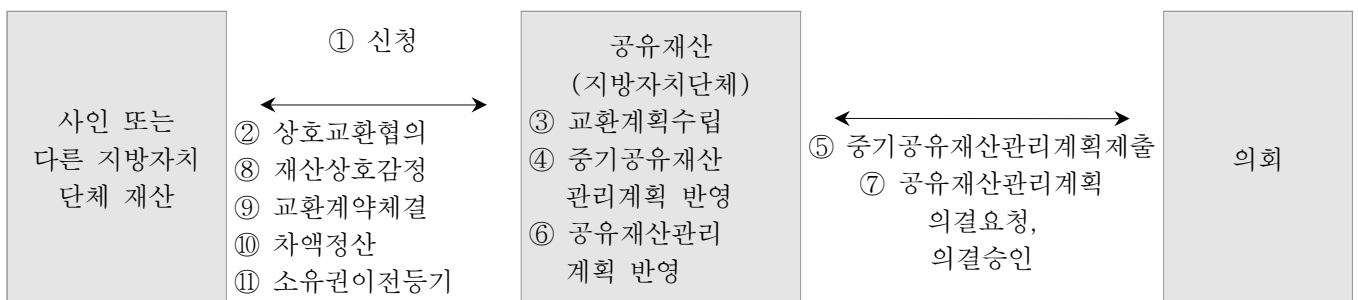 사인 또는
다른 지방자치
단체 재산
① 신청
② 상호교환협의
⑧ 재산상호감정
⑨ 교환계약체결
⑩ 차액정산
⑪ 소유권이전등기
공유재산
(지방자치단체)
③ 교환계획수립
④ 중기공유재산
관리계획 반영
⑥ 공유재산관리
계획 반영
⑤ 중기공유재산관리계획제출
⑦ 공유재산관리계획
의결요청,
의결승인
의회